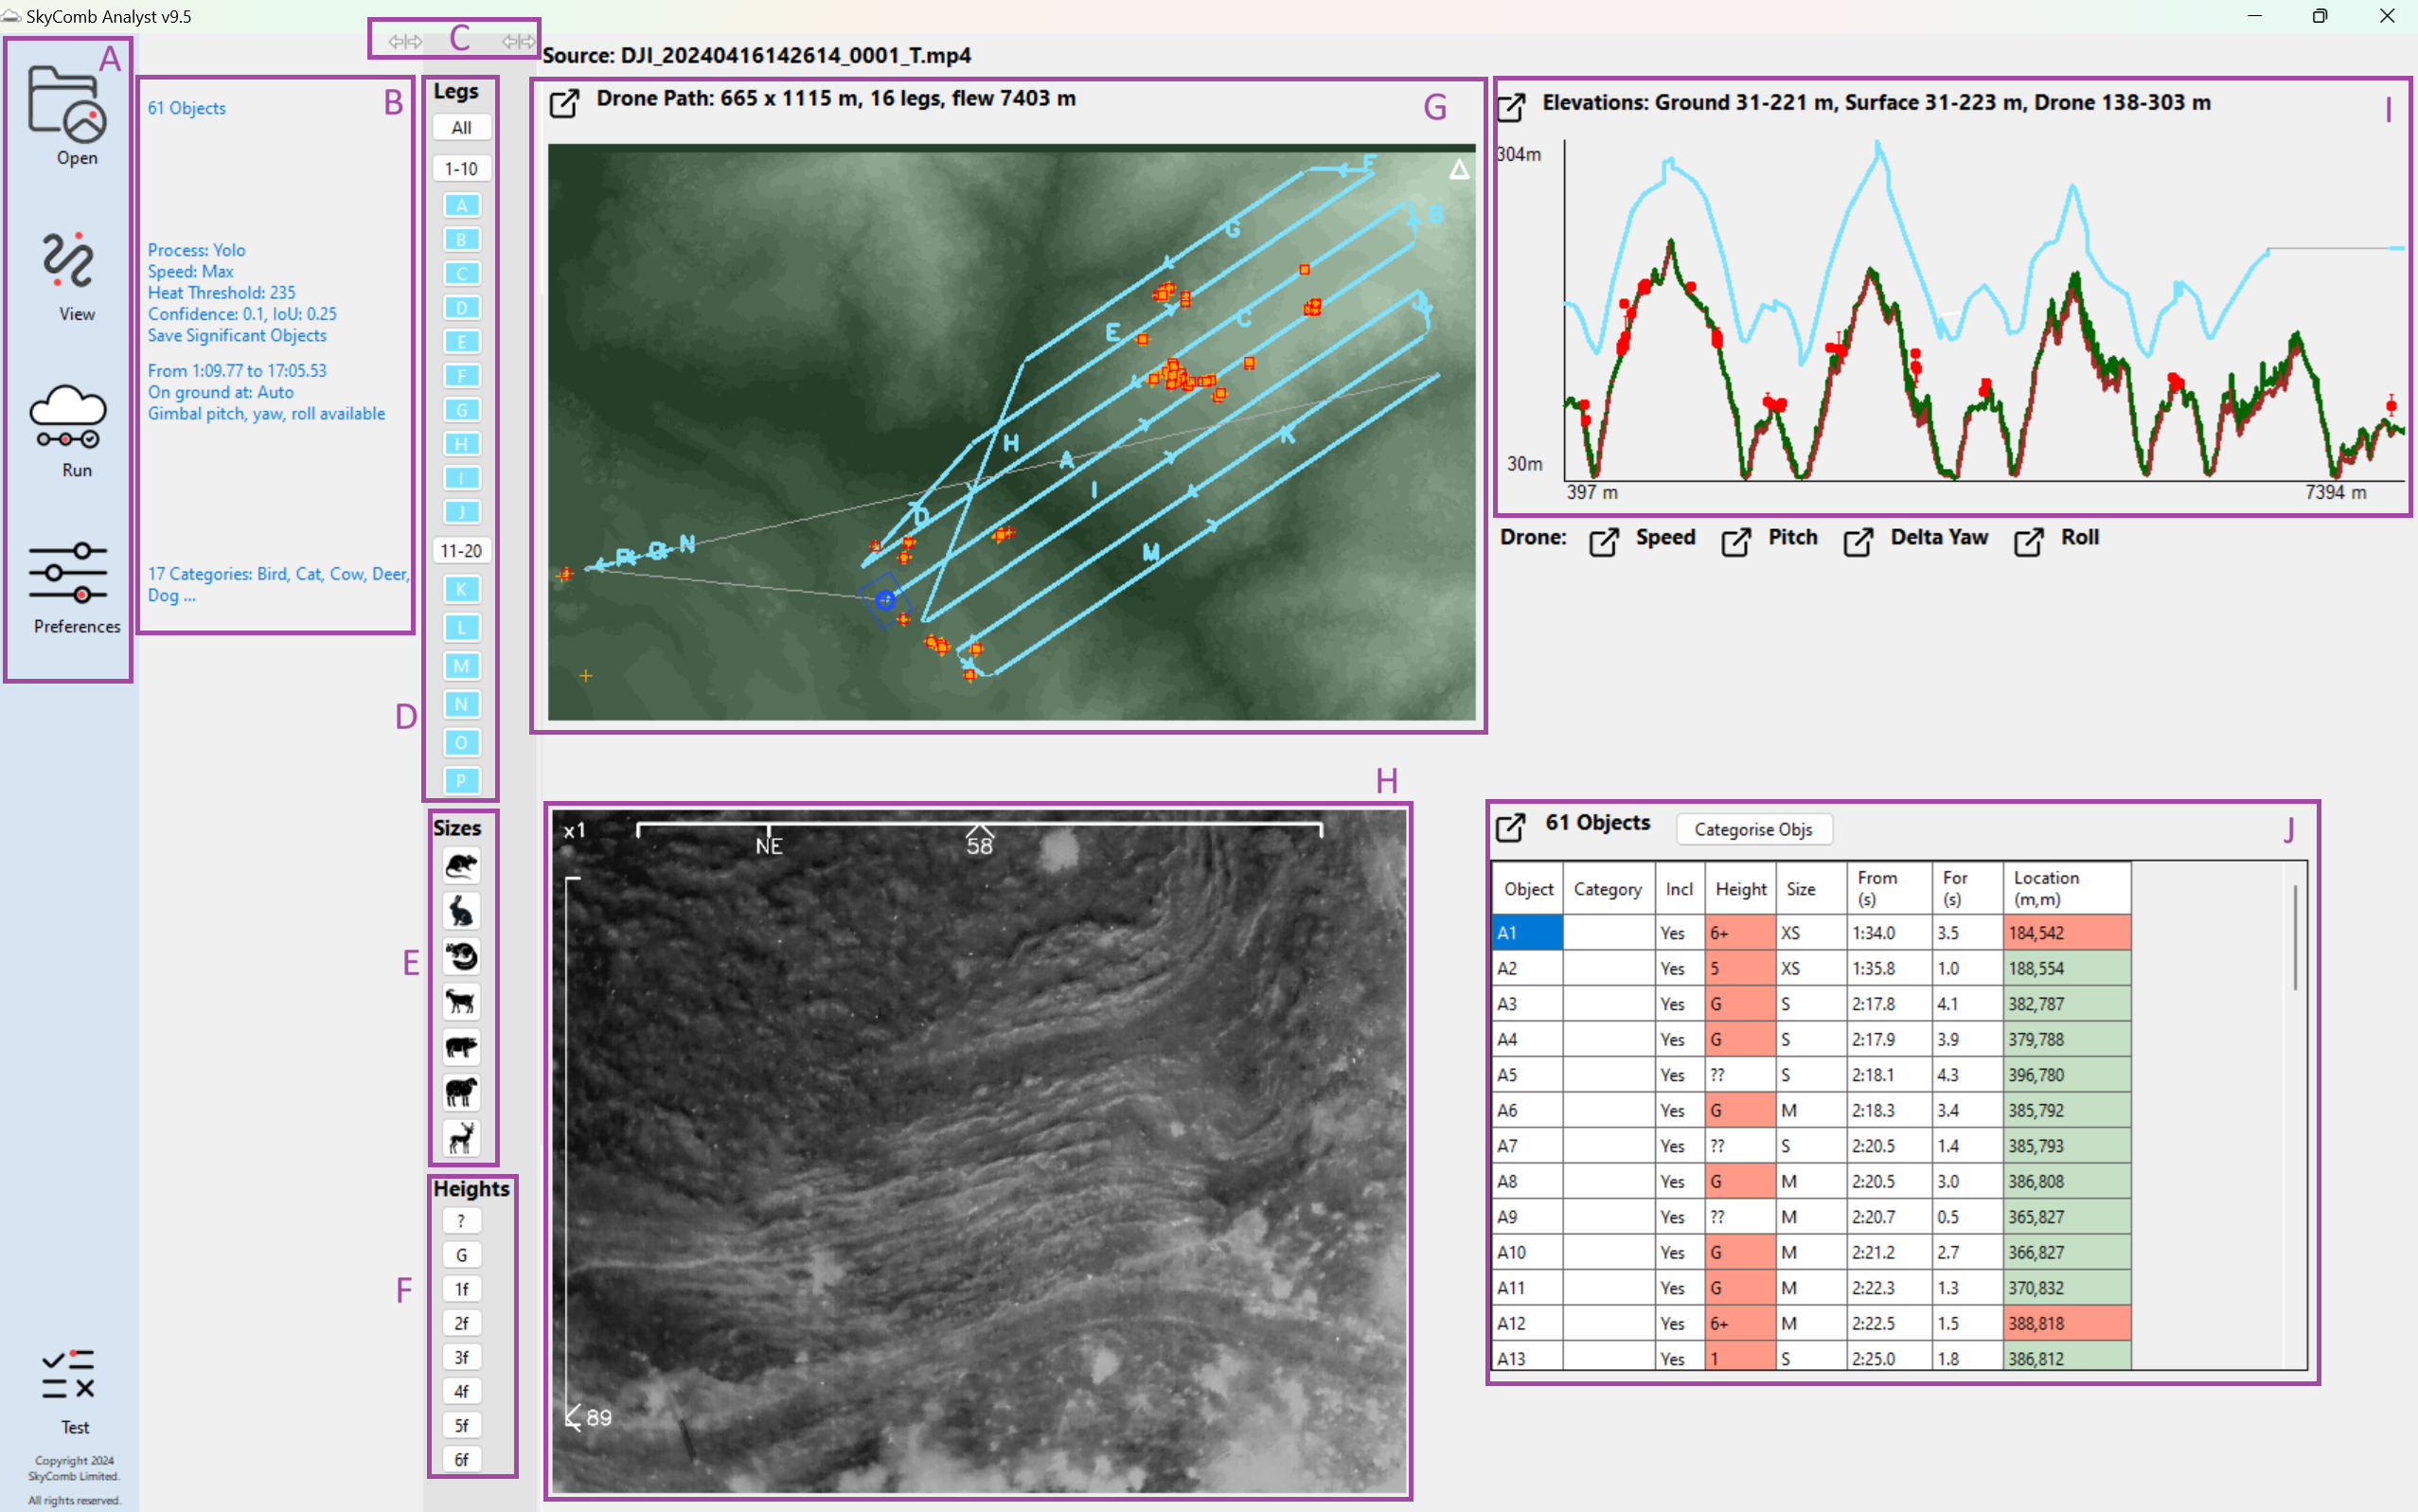 SkyComb Analyst v9.5
A
Open
View
Run
Preferences
Test
Copyright 2024
SkyComb Limited.
All rights reserved.
B
61 Objects
Process: Yolo
Speed: Max
Heat Threshold: 235
Confidence: 0.1, IoU: 0.25
Save Significant Objects
From 1:09.77 to 17:05.53
On ground at: Auto
Gimbal pitch, yaw, roll available
17 Categories: Bird, Cat, Cow, Deer,
Dog ...
C
D
Legs
All
1-10
A
B
C
D
E
F
G
H
I
J
11-20
K
L
M
N
O
P
E
Sizes
F
Heights
?
G
1f
2f
3f
4f
5f
6f
Source: DJI_20240416142614_0001_T.mp4
Drone Path: 665 x 1115 m, 16 legs, flew 7403 m
G
F
B
G
C
E
J
H
A
K
I
D
N
O
P
M
H
x1
NE
58
89
Elevations: Ground 31-221 m, Surface 31-223 m, Drone 138-303 m
I
304m
30m
397 m
7394 m
Drone: Speed Pitch Delta Yaw Roll
61 Objects Categorise Objs
J
Object Category Incl Height Size From (s) For (s) Location (m,m)
A1 Yes 6+ XS 1:34.0 3.5 184,542
A2 Yes 5 XS 1:35.8 1.0 188,554
A3 Yes G S 2:17.8 4.1 382,787
A4 Yes G S 2:17.9 3.9 379,788
A5 Yes ?? S 2:18.1 4.3 396,780
A6 Yes G M 2:18.3 3.4 385,792
A7 Yes ?? S 2:20.5 1.4 385,793
A8 Yes G M 2:20.5 3.0 386,808
A9 Yes ?? M 2:20.7 0.5 365,827
A10 Yes G M 2:21.2 2.7 366,827
A11 Yes G M 2:22.3 1.3 370,832
A12 Yes 6+ M 2:22.5 1.5 388,818
A13 Yes 1 S 2:25.0 1.8 386,812